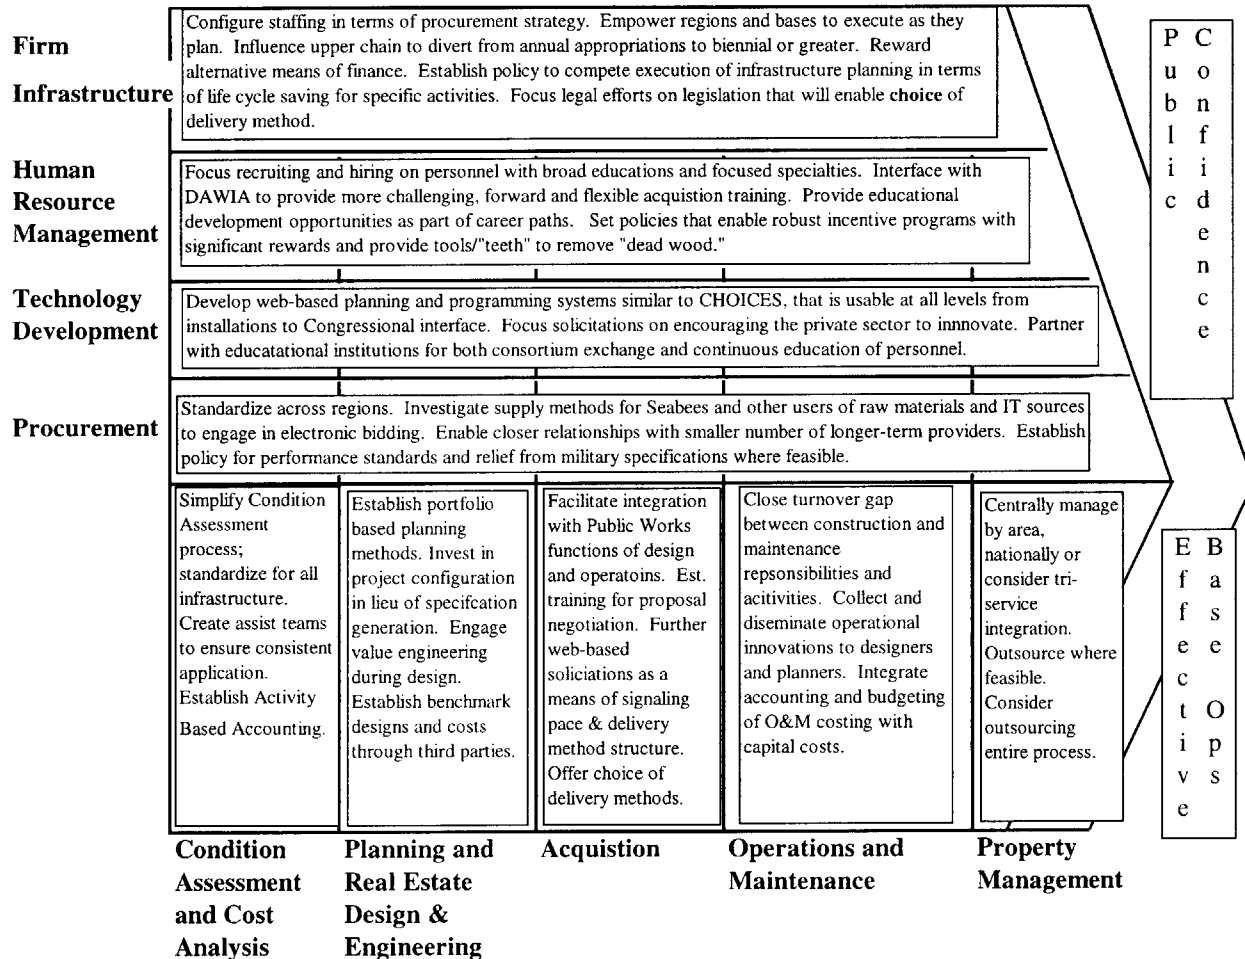 Firm
Infrastructure
Configure staffing in terms of procurement strategy. Empower regions and bases to execute as they
plan. Influence upper chain to divert from annual appropriations to biennial or greater. Reward
alternative means of finance. Establish policy to compete execution of infrastructure planning in terms
of life cycle saving for specific activities. Focus legal efforts on legislation that will enable choice of
delivery method.
Human
Resource
Management
Focus recruiting and hiring on personnel with broad educations and focused specialties. Interface with
DAWIA to provide more challenging, forward and flexible acquistion training. Provide educational
development opportunities as part of career paths. Set policies that enable robust incentive programs with
significant rewards and provide tools/"teeth" to remove "dead wood."
Technology
Development
Develop web-based planning and programming systems similar to CHOICES, that is usable at all levels from
installations to Congressional interface. Focus solicitations on encouraging the private sector to innnovate. Partner
with educatational institutions for both consortium exchange and continuous education of personnel.
Procurement
Standardize across regions. Investigate supply methods for Seabees and other users of raw materials and IT sources
to engage in electronic bidding. Enable closer relationships with smaller number of longer-term providers. Establish
policy for performance standards and relief from military specifications where feasible.
Simplify Condition
Assessment
process;
standardize for all
infrastructure.
Create assist teams
to ensure consistent
application.
Establish Activity
Based Accounting.
Establish portfolio
based planning
methods. Invest in
project configuration
in lieu of specifcation
generation. Engage
value engineering
during design.
Establish benchmark
designs and costs
through third parties.
Facilitate integration
with Public Works
functions of design
and operatoins. Est.
training for proposal
negotiation. Further
web-based
soliciations as a
means of signaling
pace & delivery
method structure.
Offer choice of
delivery methods.
Close turnover gap
between construction and
maintenance
repsonsibilities and
acitivities. Collect and
diseminate operational
innovations to designers
and planners. Integrate
accounting and budgeting
of O&M costing with
capital costs.
Centrally manage
by area,
nationally or
consider tri-
service
integration.
Outsource where
feasible.
Consider
outsourcing
entire process.
Condition
Assessment
and Cost
Analysis
Planning and
Real Estate
Design &
Engineering
Acquistion
Operations and
Maintenance
Property
Management
Public
Confidence
Effective
Base Ops